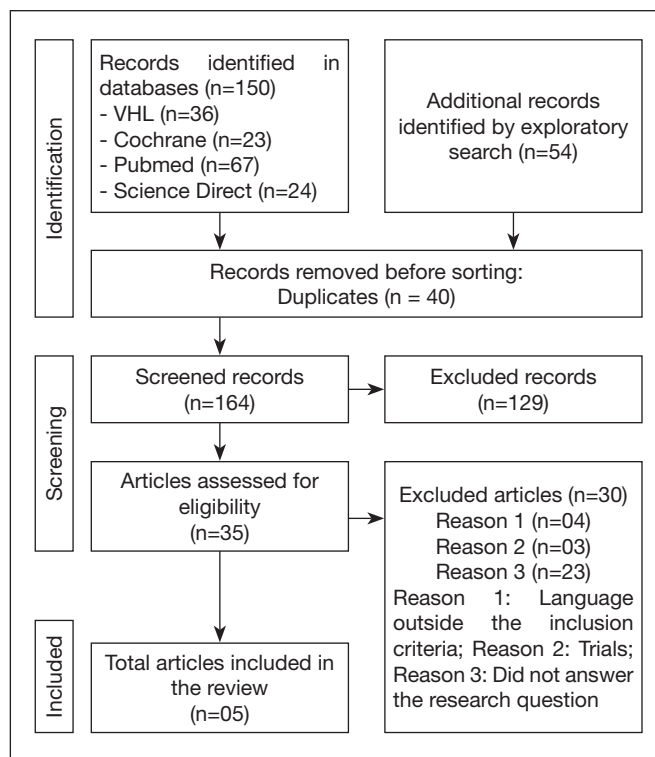 Identification
Records identified in
databases (n=150)
- VHL (n=36)
- Cochrane (n=23)
- Pubmed (n=67)
- Science Direct (n=24)
Additional records
identified by exploratory
search (n=54)
Records removed before sorting:
Duplicates (n = 40)
Screening
Screened records
(n=164)
Excluded records
(n=129)
Articles assessed for
eligibility
(n=35)
Excluded articles (n=30)
Reason 1 (n=04)
Reason 2 (n=03)
Reason 3 (n=23)
Reason 1: Language
outside the inclusion
criteria; Reason 2: Trials;
Reason 3: Did not answer
the research question
Included
Total articles included in
the review
(n=05)